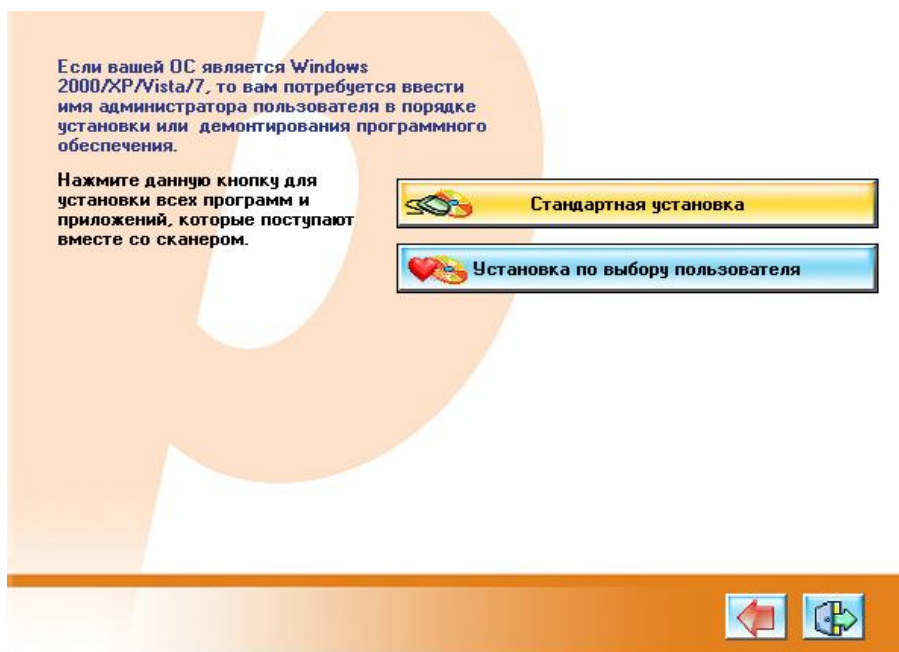 Если вашей ОС является Windows
2000/XP/Vista/7, то вам потребуется ввести
имя администратора пользователя в порядке
установки или демонтирования программного
обеспечения.
Нажмите данную кнопку для
установки всех программ и
приложений, которые поступают
вместе со сканером.
Стандартная установка
Установка по выбору пользователя